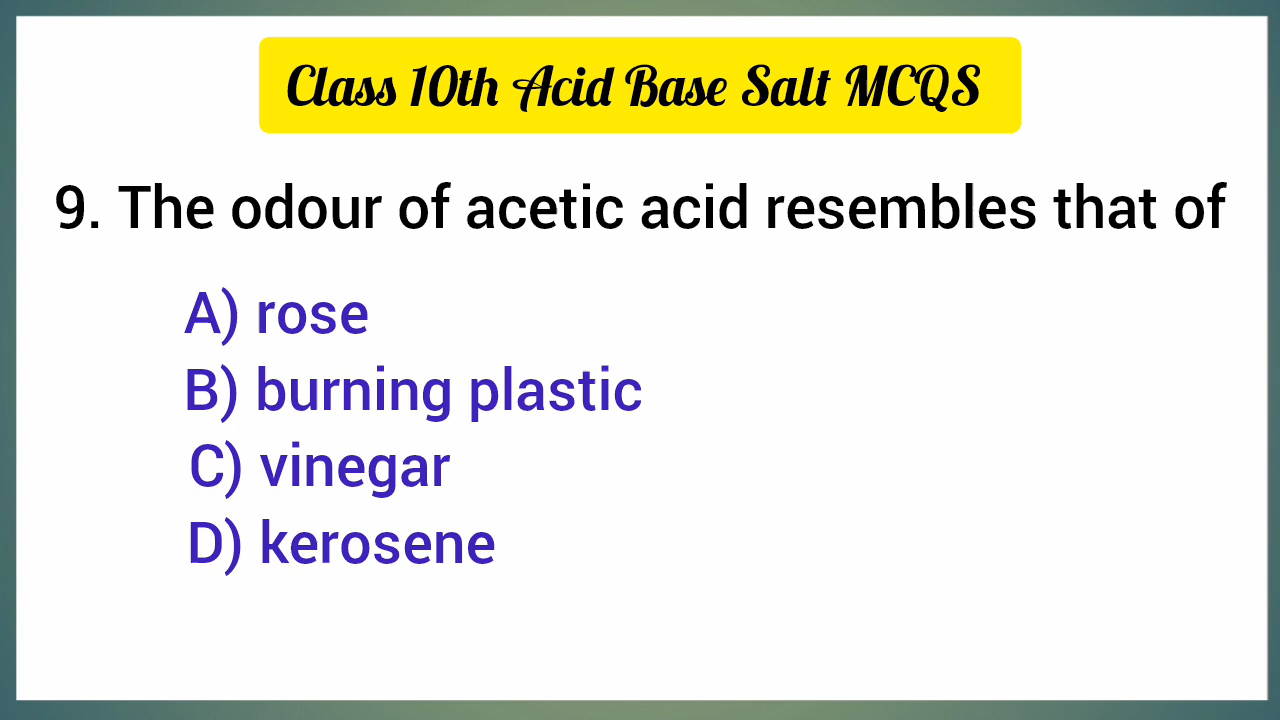 Class 10th Acid Base Salt MCQS
9. The odour of acetic acid resembles that of
A) rose
B) burning plastic
C) vinegar
D) kerosene